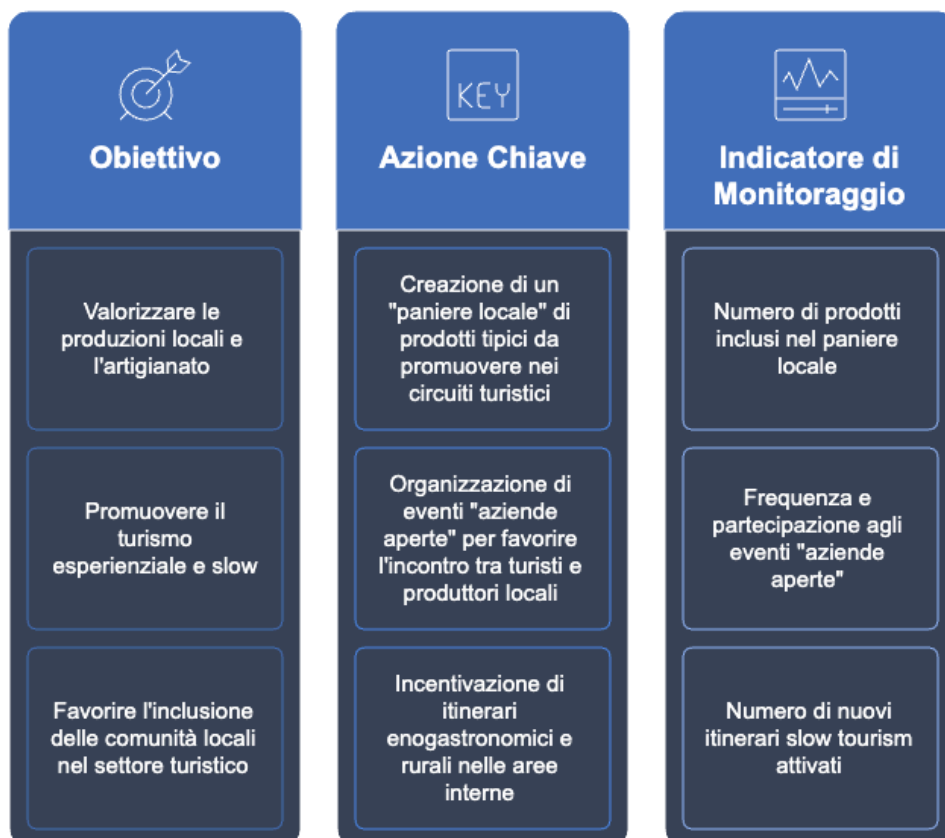 KEY
Obiettivo
Azione Chiave
Indicatore di
Monitoraggio
Valorizzare le
produzioni locali e
l'artigianato
Creazione di un
"paniere locale" di
prodotti tipici da
promuovere nei
circuiti turistici
Numero di prodotti
inclusi nel paniere
locale
Promuovere il
turismo
esperienziale e slow
Organizzazione di
eventi "aziende
aperte" per favorire
l'incontro tra turisti e
produttori locali
Frequenza e
partecipazione agli
eventi "aziende
aperte"
Favorire l'inclusione
delle comunità locali
nel settore turistico
Incentivazione di
itinerari
enogastronomici e
rurali nelle aree
interne
Numero di nuovi
itinerari slow tourism
attivati